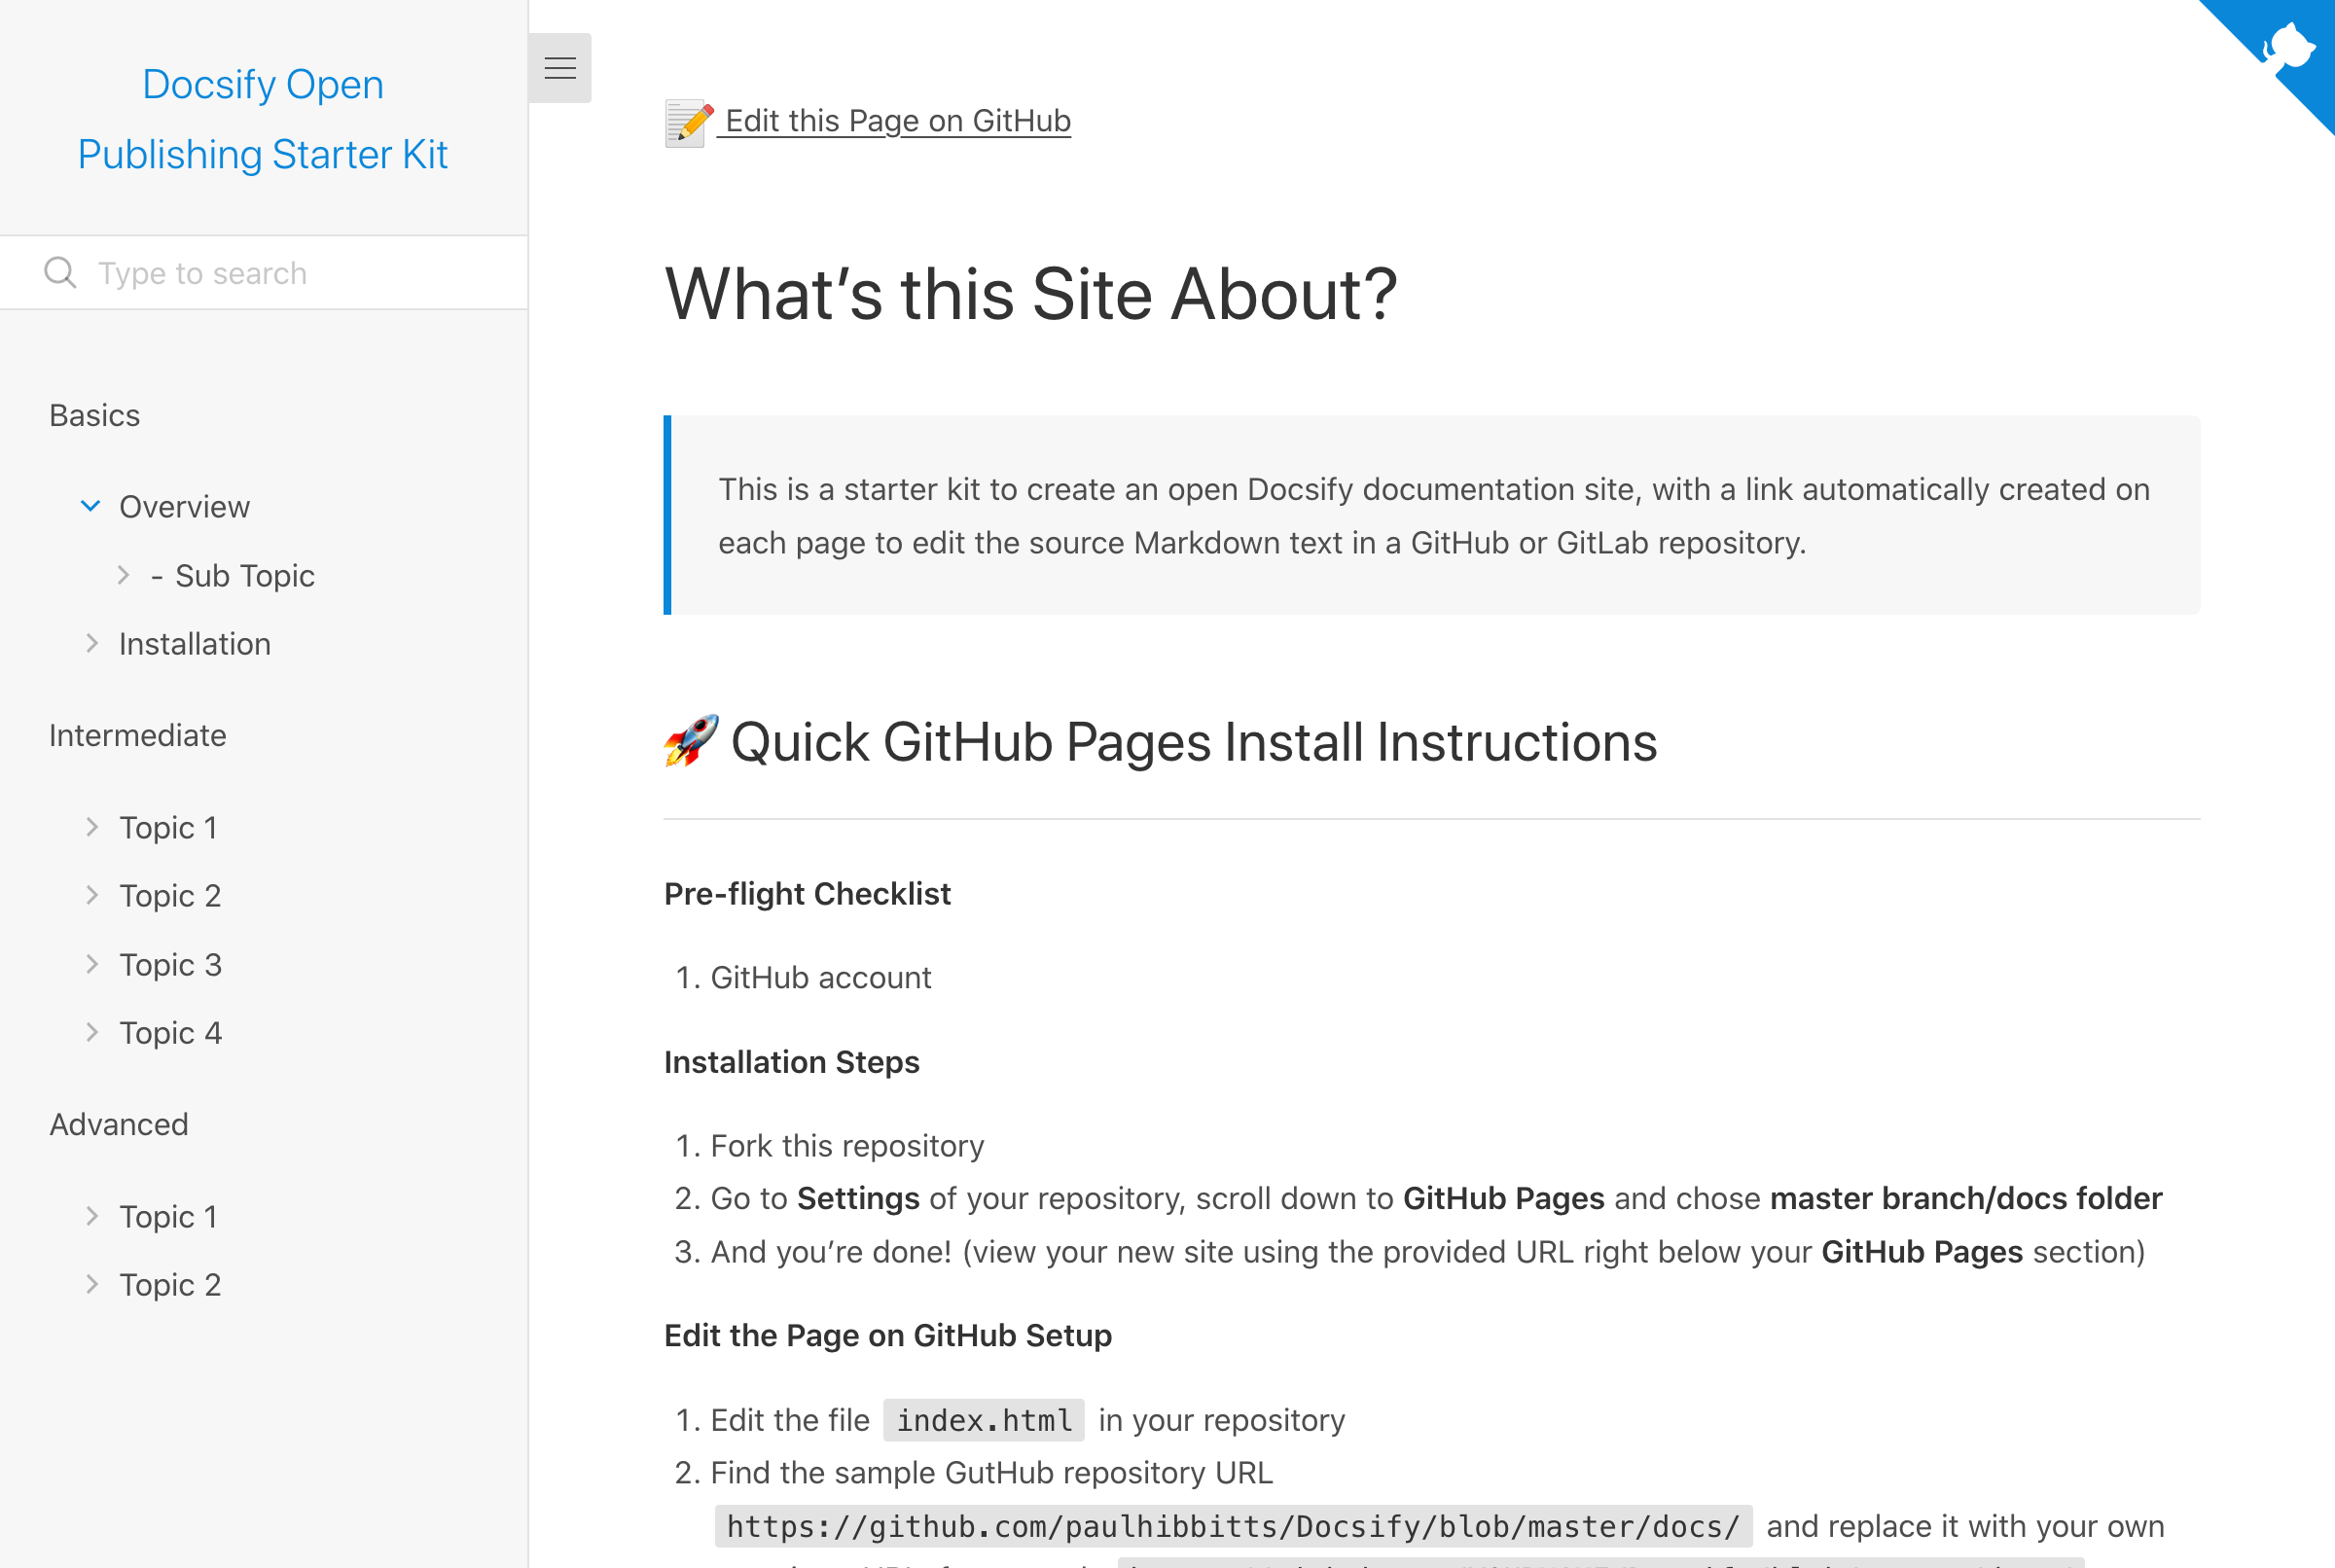 Docsify Open
Publishing Starter Kit
Type to search
Basics
Overview
- Sub Topic
Installation
Intermediate
Topic 1
Topic 2
Topic 3
Topic 4
Advanced
Topic 1
Topic 2
Edit this Page on GitHub
What’s this Site About?
This is a starter kit to create an open Docsify documentation site, with a link automatically created on
each page to edit the source Markdown text in a GitHub or GitLab repository.
🚀 Quick GitHub Pages Install Instructions
Pre-flight Checklist
1. GitHub account
Installation Steps
1. Fork this repository
2. Go to Settings of your repository, scroll down to GitHub Pages and chose master branch/docs folder
3. And you’re done! (view your new site using the provided URL right below your GitHub Pages section)
Edit the Page on GitHub Setup
1. Edit the file index.html in your repository
2. Find the sample GutHub repository URL
https://github.com/paulhibbitts/Docsify/blob/master/docs/ and replace it with your own